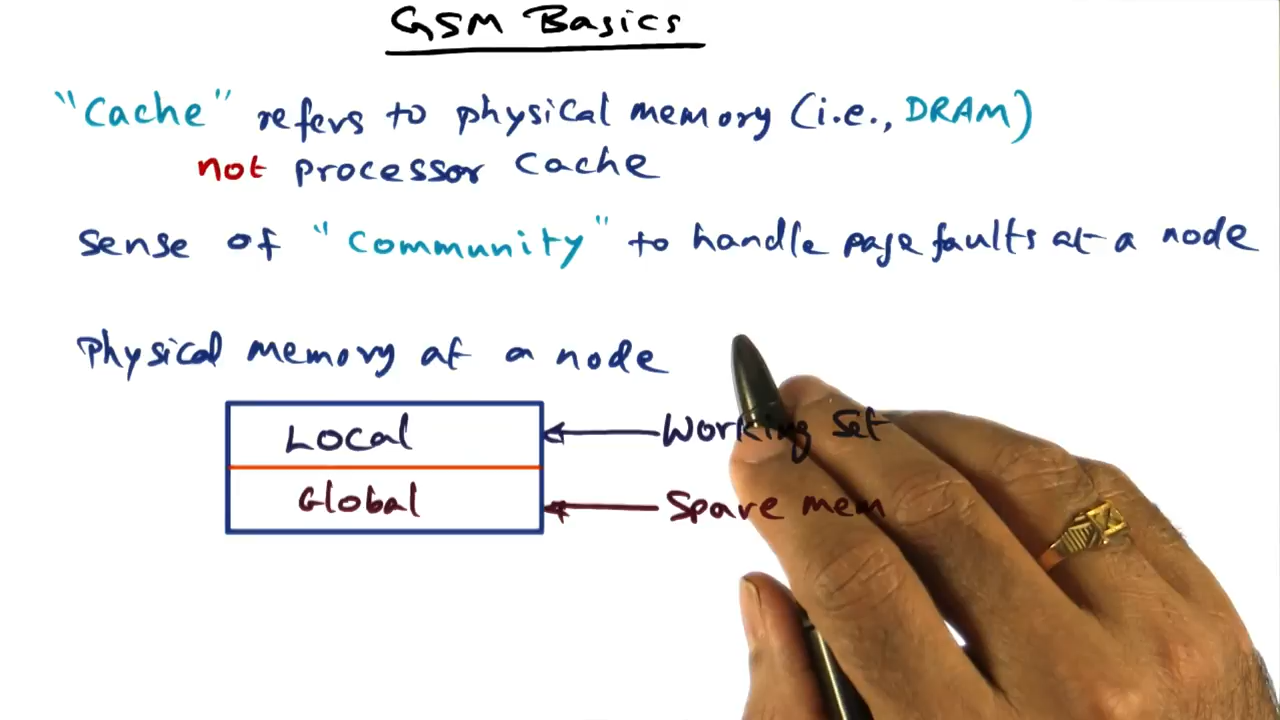 GSM Basics
"Cache" refers to physical memory (i.e., DRAM)
not processor cache
sense of "community" to handle page faults at a node
Physical memory at a node
Local
Working set
Global
Spare mem